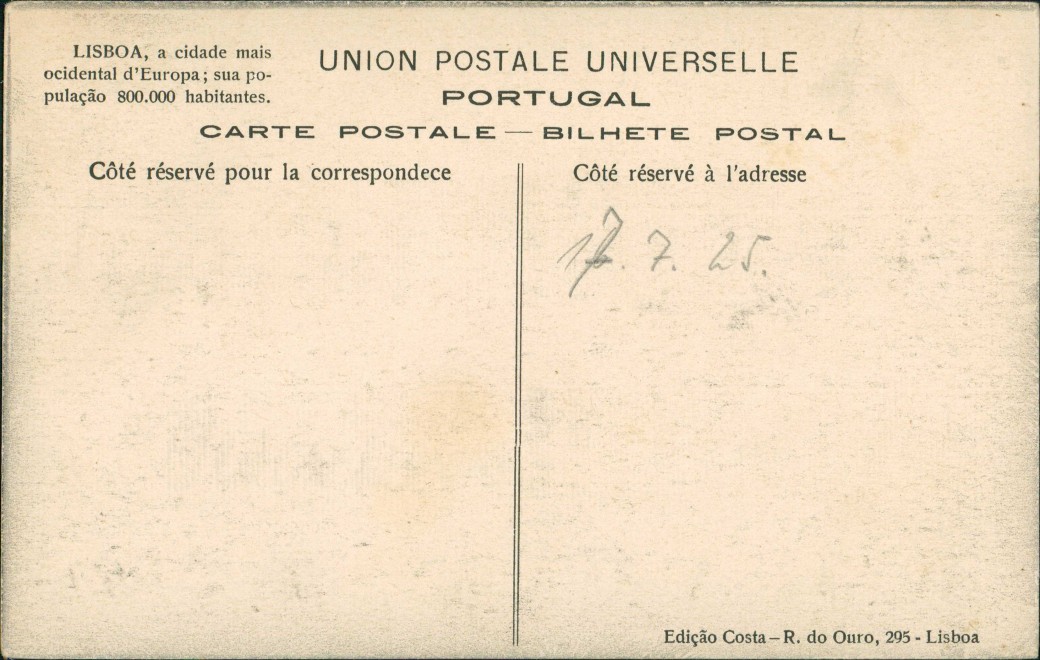 LISBOA, a cidade mais
ocidental d'Europa; sua po-
pulação 800.000 habitantes.
UNION POSTALE UNIVERSELLE
PORTUGAL
CARTE POSTALE — BILHETE POSTAL
Côté réservé pour la correspondece
Côté réservé à l'adresse
17. 7. 25.
Edição Costa – R. do Ouro, 295 - Lisboa